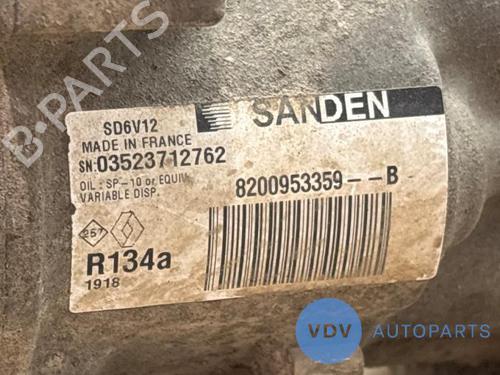 B-PARTS
SANDEN
SD6V12
MADE IN FRANCE
SN:03523712762
OIL : SP-10 or EQUIV.
VARIABLE DISP.
8200953359--B
257
R134a
1918
VDV AUTOPARTS